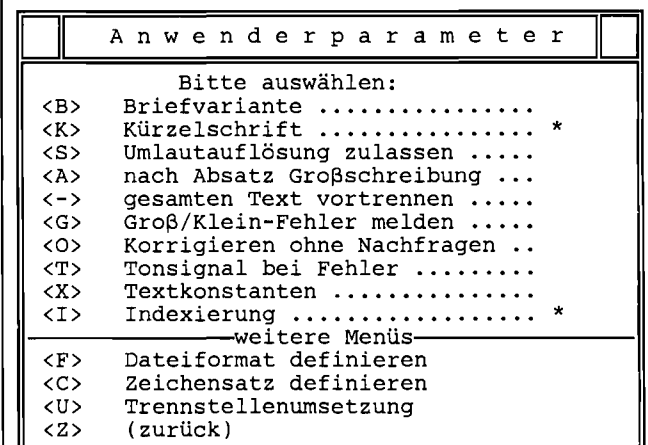 A n w e n d e r p a r a m e t e r
Bitte auswählen:
<B> Briefvariante ................
<K> Kürzelschrift ................ *
<S> Umlautauflösung zulassen .....
<A> nach Absatz Großschreibung ...
<-> gesamten Text vortrennen .....
<G> Groß/Klein-Fehler melden .....
<O> Korrigieren ohne Nachfragen ..
<T> Tonsignal bei Fehler .........
<X> Textkonstanten ...............
<I> Indexierung .................. *
weitere Menüs
<F> Dateiformat definieren
<C> Zeichensatz definieren
<U> Trennstellenumsetzung
<Z> (zurück)